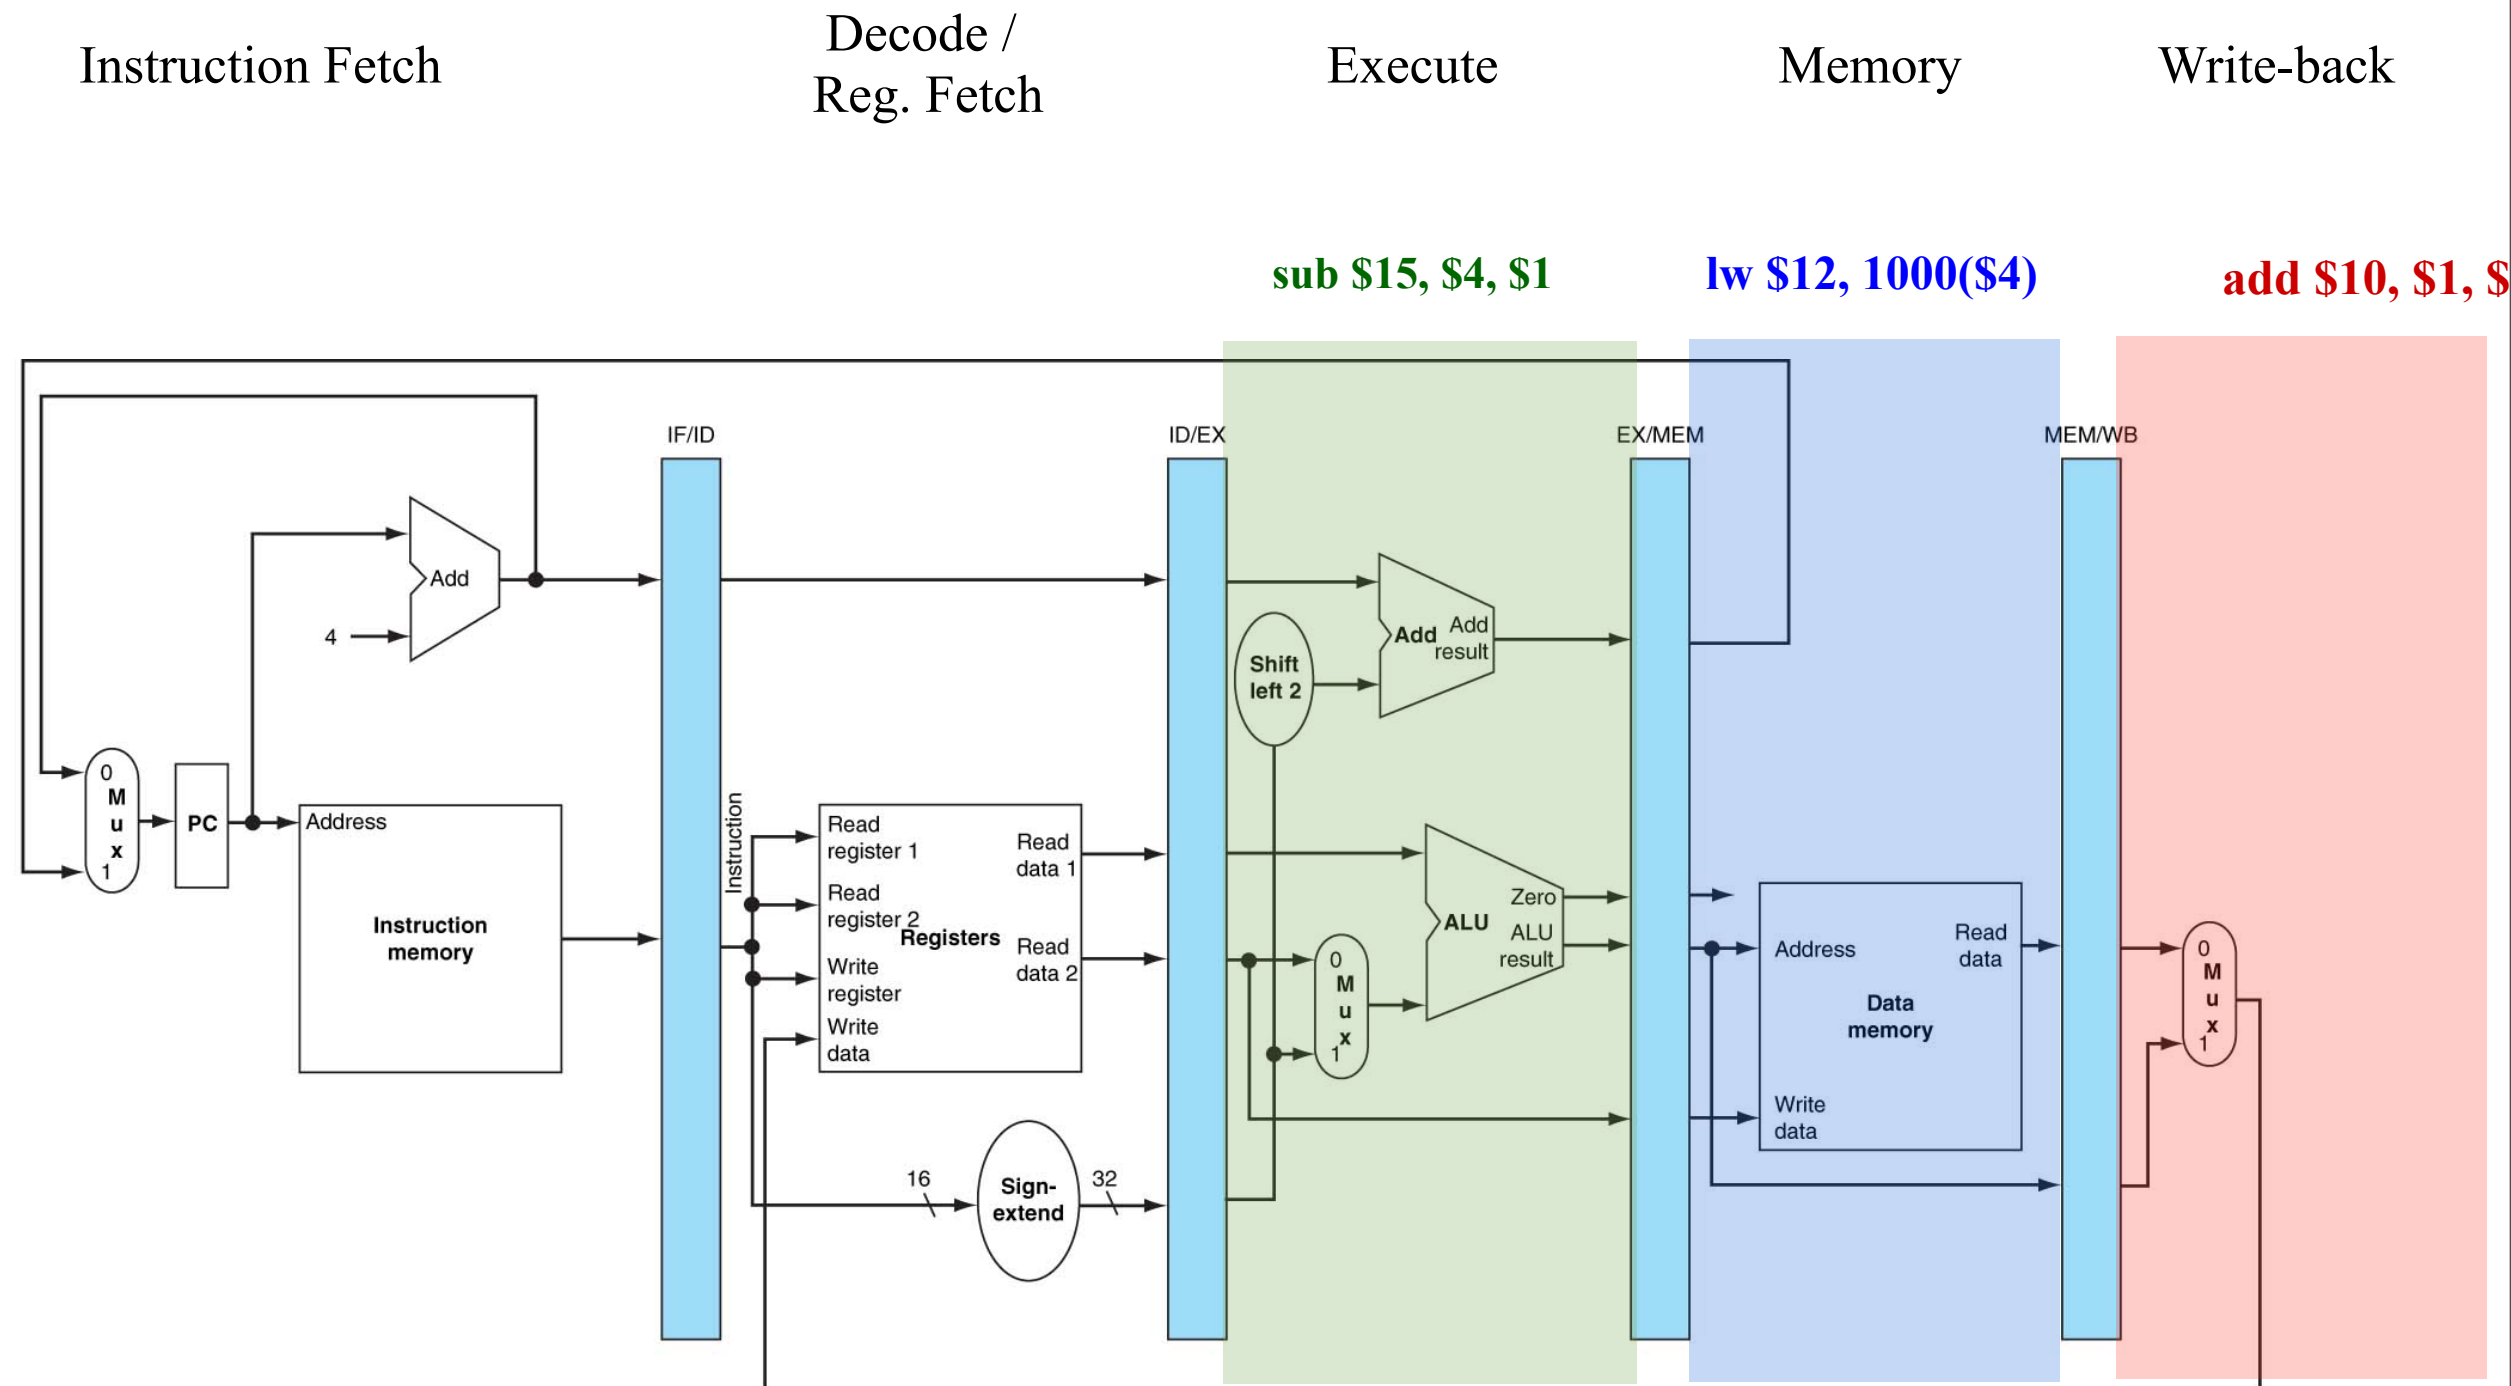 Instruction Fetch
Decode /
Reg. Fetch
Execute
Memory
Write-back
sub $15, $4, $1
lw $12, 1000($4)
add $10, $1, $
IF/ID
ID/EX
EX/MEM
MEM/WB
Add
4
0
M
u
x
1
PC
Address
Instruction
memory
Instruction
Read
register 1
Read
register 2
Registers
Write
register
Write
data
Read
data 1
Read
data 2
16
Sign-
extend
32
Shift
left 2
Add
Add
result
0
M
u
x
1
ALU
Zero
ALU
result
Address
Read
data
Data
memory
Write
data
0
M
u
x
1